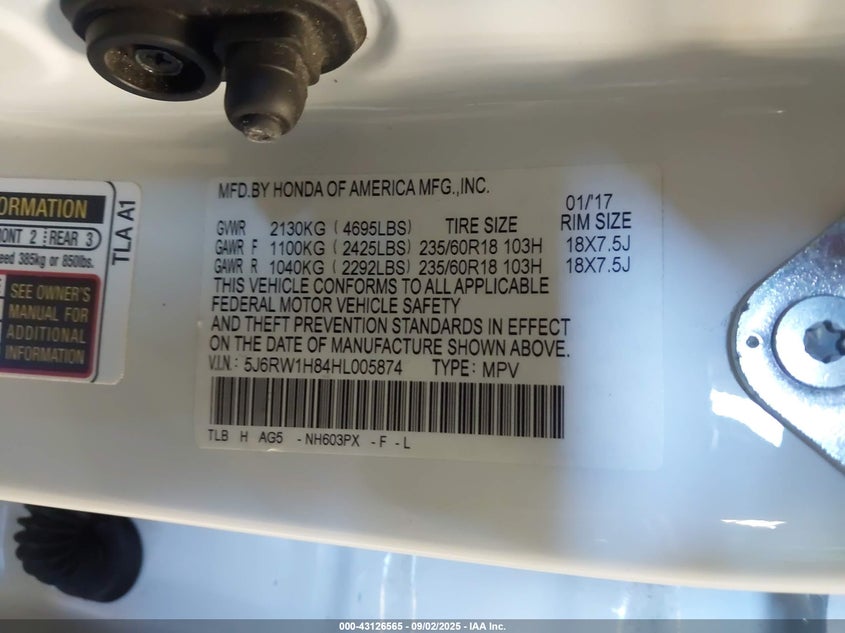 ORMATION
ONT 2 REAR 3
eed 385kg or 850lbs.
SEE OWNER'S
MANUAL FOR
ADDITIONAL
INFORMATION
TLA A1
MFD.BY HONDA OF AMERICA MFG.,INC.
01/'17
GVWR 2130KG (4695LBS) TIRE SIZE RIM SIZE
GAWR F 1100KG (2425LBS) 235/60R18 103H 18X7.5J
GAWR R 1040KG (2292LBS) 235/60R18 103H 18X7.5J
THIS VEHICLE CONFORMS TO ALL APPLICABLE
FEDERAL MOTOR VEHICLE SAFETY
AND THEFT PREVENTION STANDARDS IN EFFECT
ON THE DATE OF MANUFACTURE SHOWN ABOVE.
V.I.N.: 5J6RW1H84HL005874 TYPE: MPV
TLB H AG5 -NH603PX -F -L
000-43126565 - 09/02/2025 - IAA Inc.